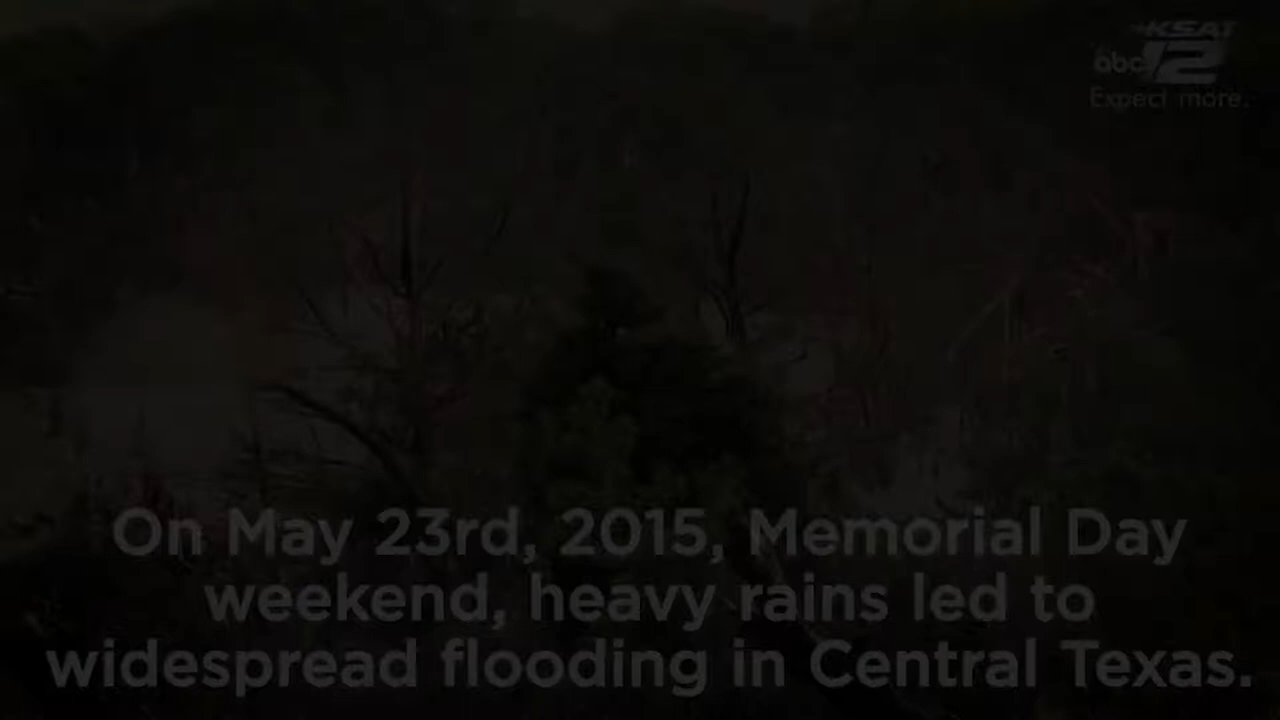 KSAT
abc 12
Expect more.
On May 23rd, 2015, Memorial Day
weekend, heavy rains led to
widespread flooding in Central Texas.